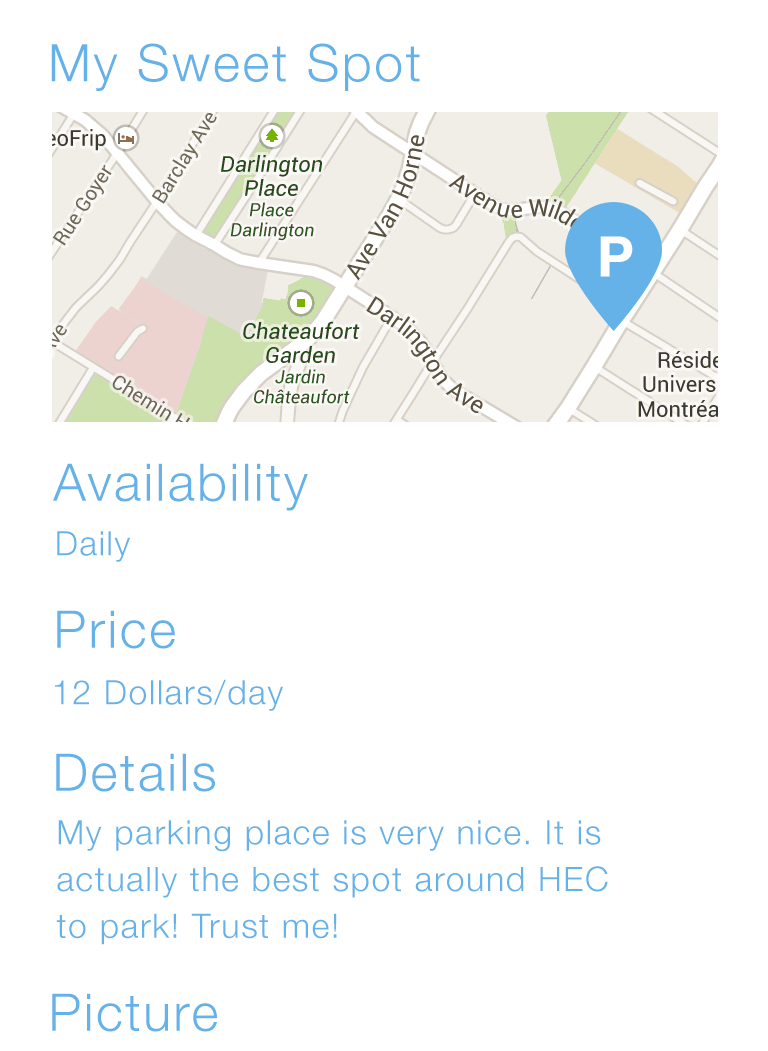 My Sweet Spot
eoFrip
Barclay Ave
Rue Goyer
Darlington
Place
Place
Darlington
Ave Van Horne
Avenue Wilde
P
Chateaufort
Garden
Jardin
Châteaufort
Darlington Ave
Chemin H
ve
Réside
Univers
Montréa
Availability
Daily
Price
12 Dollars/day
Details
My parking place is very nice. It is
actually the best spot around HEC
to park! Trust me!
Picture